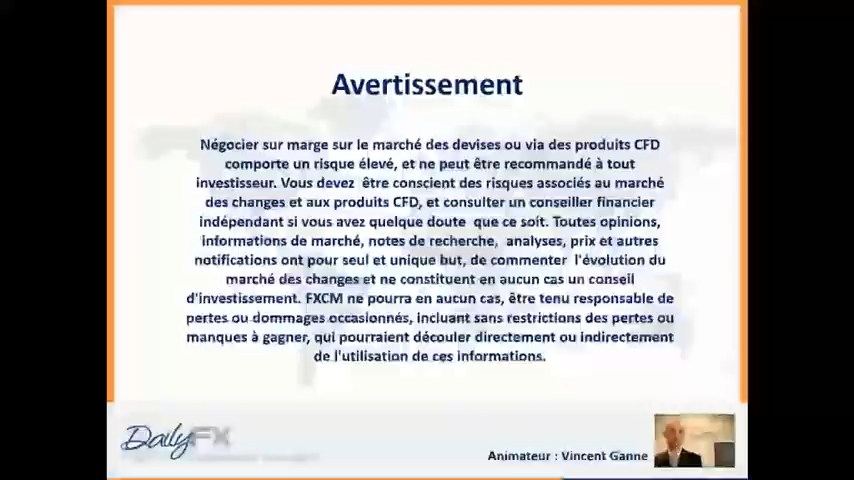 Avertissement
Négocier sur marge sur le marché des devises ou via des produits CFD
comporte un risque élevé, et ne peut être recommandé à tout
investisseur. Vous devez être conscient des risques associés au marché
des changes et aux produits CFD, et consulter un conseiller financier
indépendant si vous avez quelque doute que ce soit. Toutes opinions,
informations de marché, notes de recherche, analyses, prix et autres
notifications ont pour seul et unique but, de commenter l'évolution du
marché des changes et ne constituent en aucun cas un conseil
d'investissement. FXCM ne pourra en aucun cas, être tenu responsable de
pertes ou dommages occasionnés, incluant sans restrictions des pertes ou
manques à gagner, qui pourraient découler directement ou indirectement
de l'utilisation de ces informations.
DailyFX
Animateur : Vincent Ganne